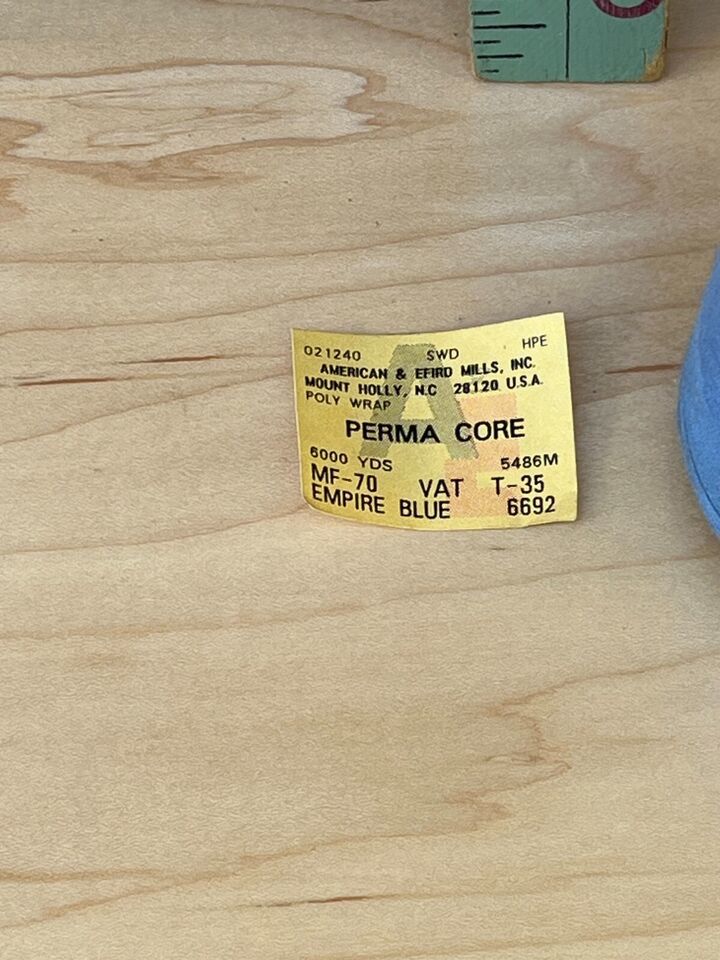 021240 SWD HPE
AMERICAN & EFIRD MILLS, INC.
MOUNT HOLLY, N.C 28120 U.S.A.
POLY WRAP
PERMA CORE
6000 YDS 5486M
MF-70 VAT T-35
EMPIRE BLUE 6692